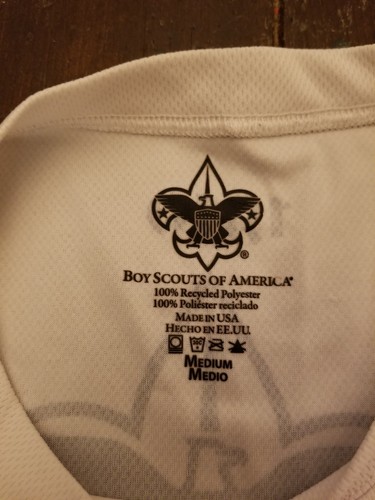 ®
BOY SCOUTS OF AMERICA®
100% Recycled Polyester
100% Poliéster reciclado
MADE IN USA
HECHO EN EE.UU.
MEDIUM
MEDIO